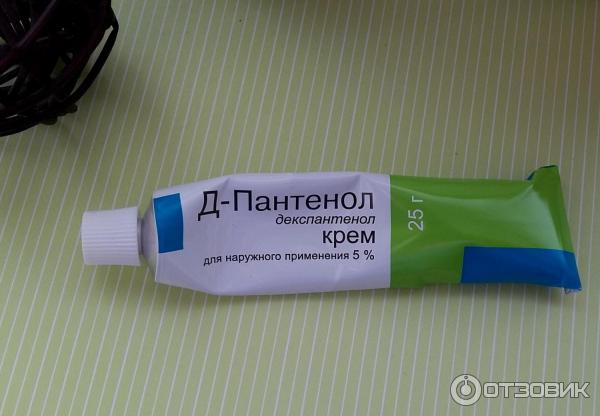 Д-Пантенол
декспантенол
крем
для наружного применения 5 %
25 г
ОТЗОВИК